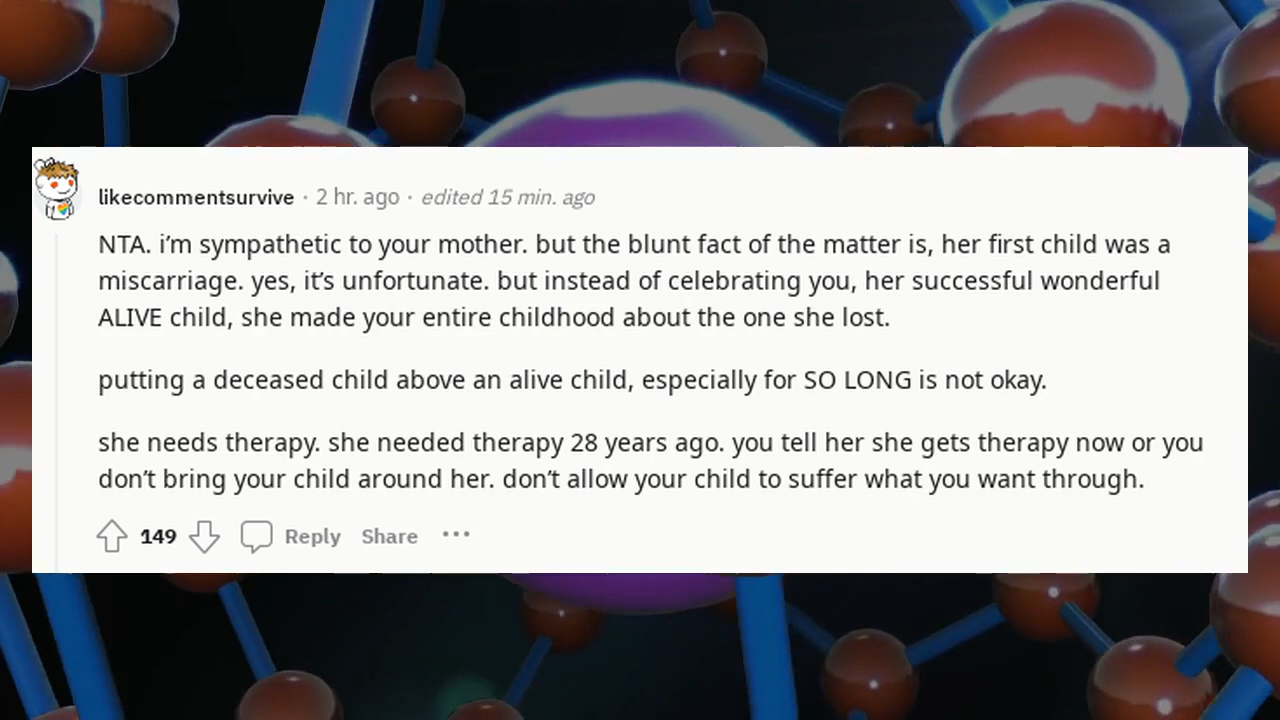 likecommentsurvive · 2 hr. ago · edited 15 min. ago
NTA. i’m sympathetic to your mother. but the blunt fact of the matter is, her first child was a
miscarriage. yes, it’s unfortunate. but instead of celebrating you, her successful wonderful
ALIVE child, she made your entire childhood about the one she lost.
putting a deceased child above an alive child, especially for SO LONG is not okay.
she needs therapy. she needed therapy 28 years ago. you tell her she gets therapy now or you
don’t bring your child around her. don’t allow your child to suffer what you want through.
149 Reply Share ···